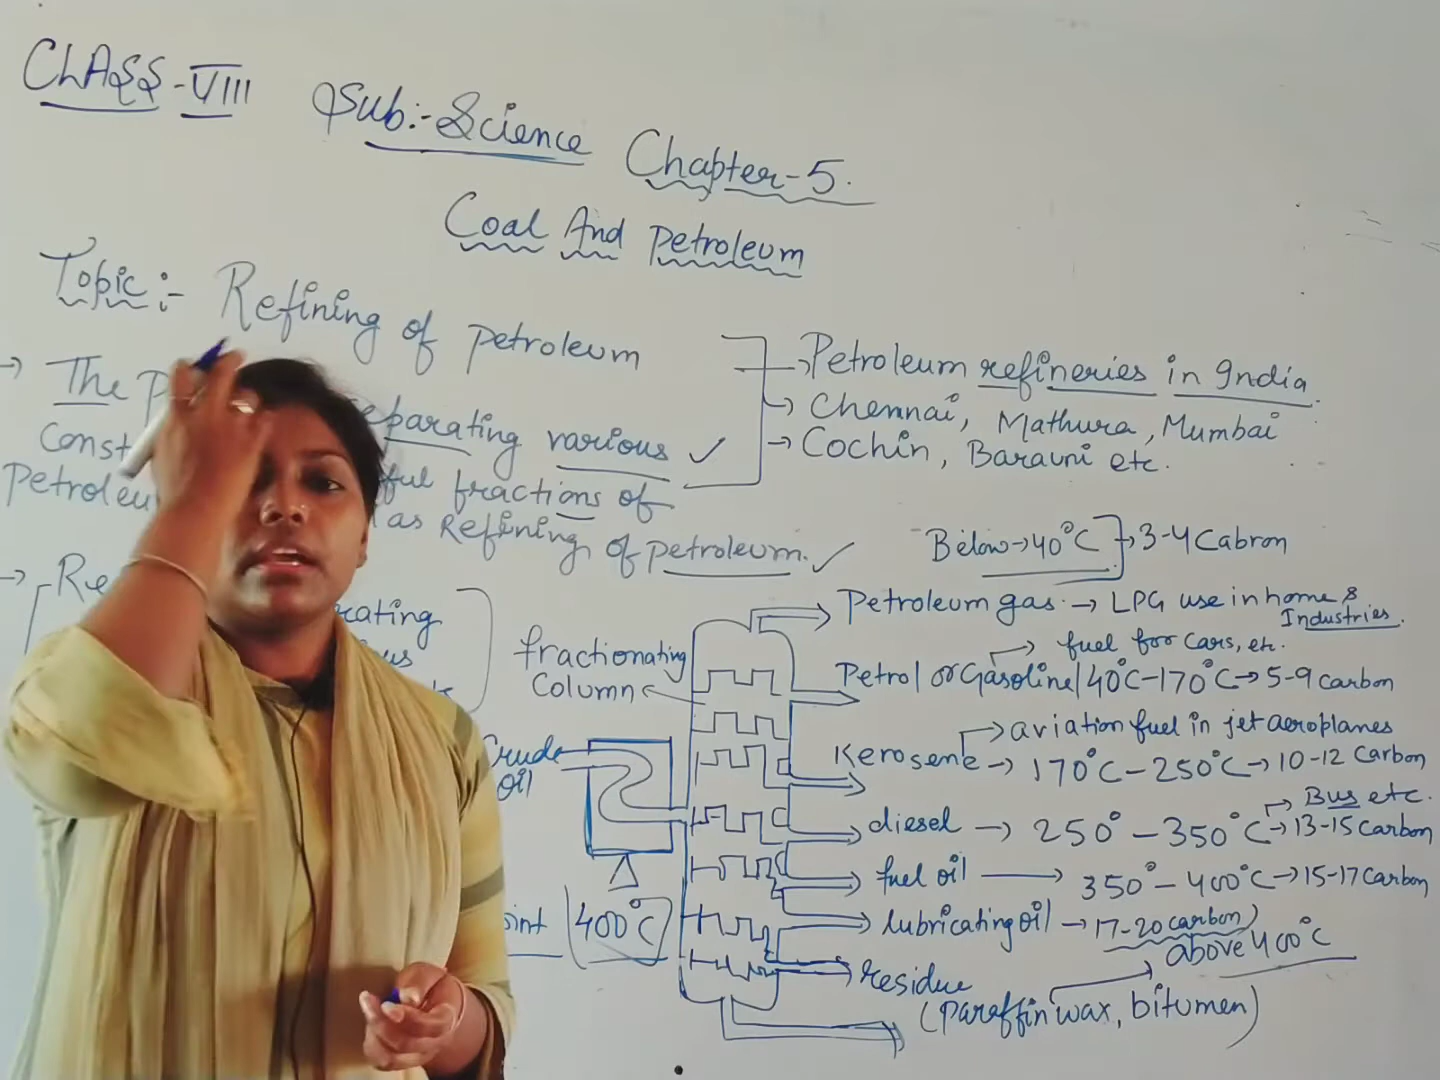 CLASS-VIII
Sub:-Science
Chapter-5.
Coal And Petroleum
Topic:- Refining of petroleum
→ The separating various
const
Petroleu ful fractions of
as Refining of petroleum.
→ Petroleum refineries in India.
→ Chennai, Mathura, Mumbai
→ Cochin, Barauni etc.
→ Re rating
us
Below→40°C →3-4 Cabron
Petroleum gas → LPG use in home &
Industries.
→ fuel for cars, etc.
Petrol or Gasoline/40°C-170°C→5-9 carbon
→ aviation fuel in jet aeroplanes
Kerosene → 170°C-250°C→10-12 Carbon
→ Bus etc.
diesel → 250°-350°C→13-15 Carbon
fuel oil → 350°-400°C→15-17 Carbon
lubricating oil → 17-20 carbon)
above 400°C
residue
(paraffin wax, bitumen)
fractionating
column
Crude
oil
oint 400°C